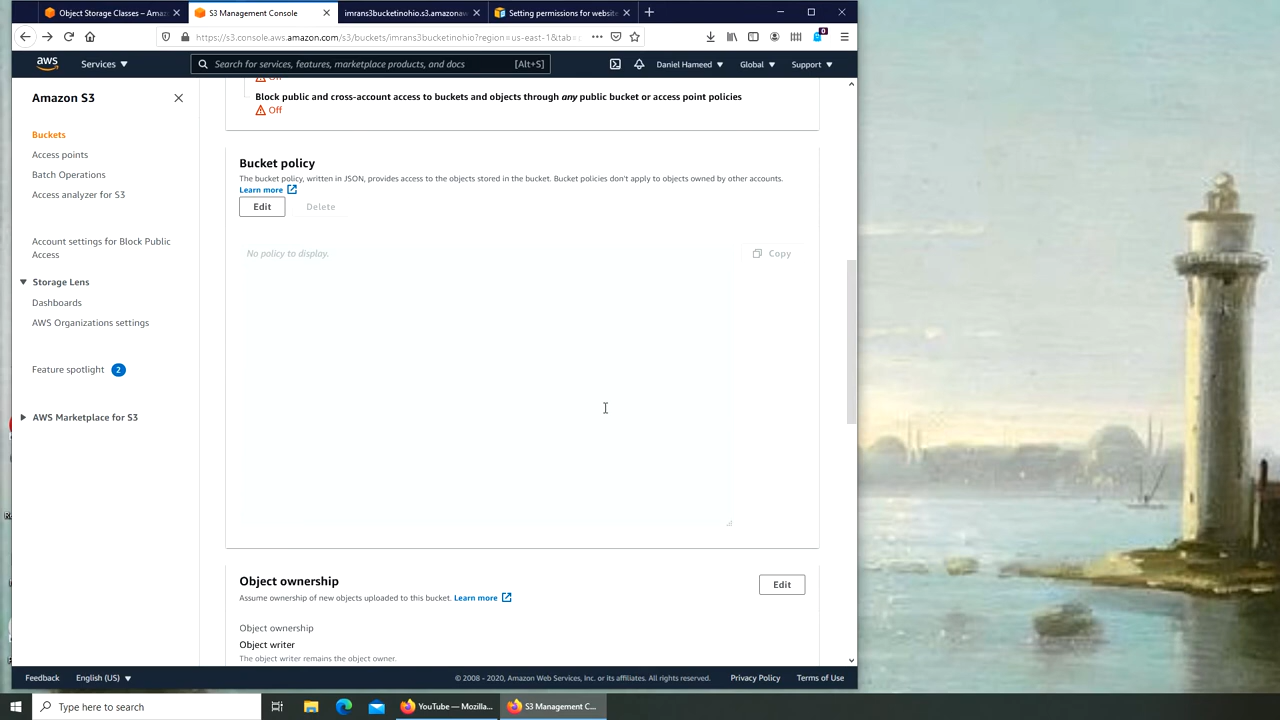 Object Storage Classes – Amaz
S3 Management Console
imrans3bucketinohio.s3.amazonaw
Setting permissions for website
https://s3.console.aws.amazon.com/s3/buckets/imrans3bucketinohio?region=us-east-1&tab=
aws
Services
Search for services, features, marketplace products, and docs
[Alt+S]
Daniel Hameed
Global
Support
Amazon S3
Buckets
Access points
Batch Operations
Access analyzer for S3
Account settings for Block Public
Access
Storage Lens
Dashboards
AWS Organizations settings
Feature spotlight
2
AWS Marketplace for S3
Block public and cross-account access to buckets and objects through any public bucket or access point policies
Off
Bucket policy
The bucket policy, written in JSON, provides access to the objects stored in the bucket. Bucket policies don't apply to objects owned by other accounts.
Learn more
Edit
Delete
No policy to display.
Copy
Object ownership
Edit
Assume ownership of new objects uploaded to this bucket. Learn more
Object ownership
Object writer
The object writer remains the object owner.
Feedback
English (US)
© 2008 - 2020, Amazon Web Services, Inc. or its affiliates. All rights reserved.
Privacy Policy
Terms of Use
Type here to search
YouTube — Mozilla...
S3 Management C...